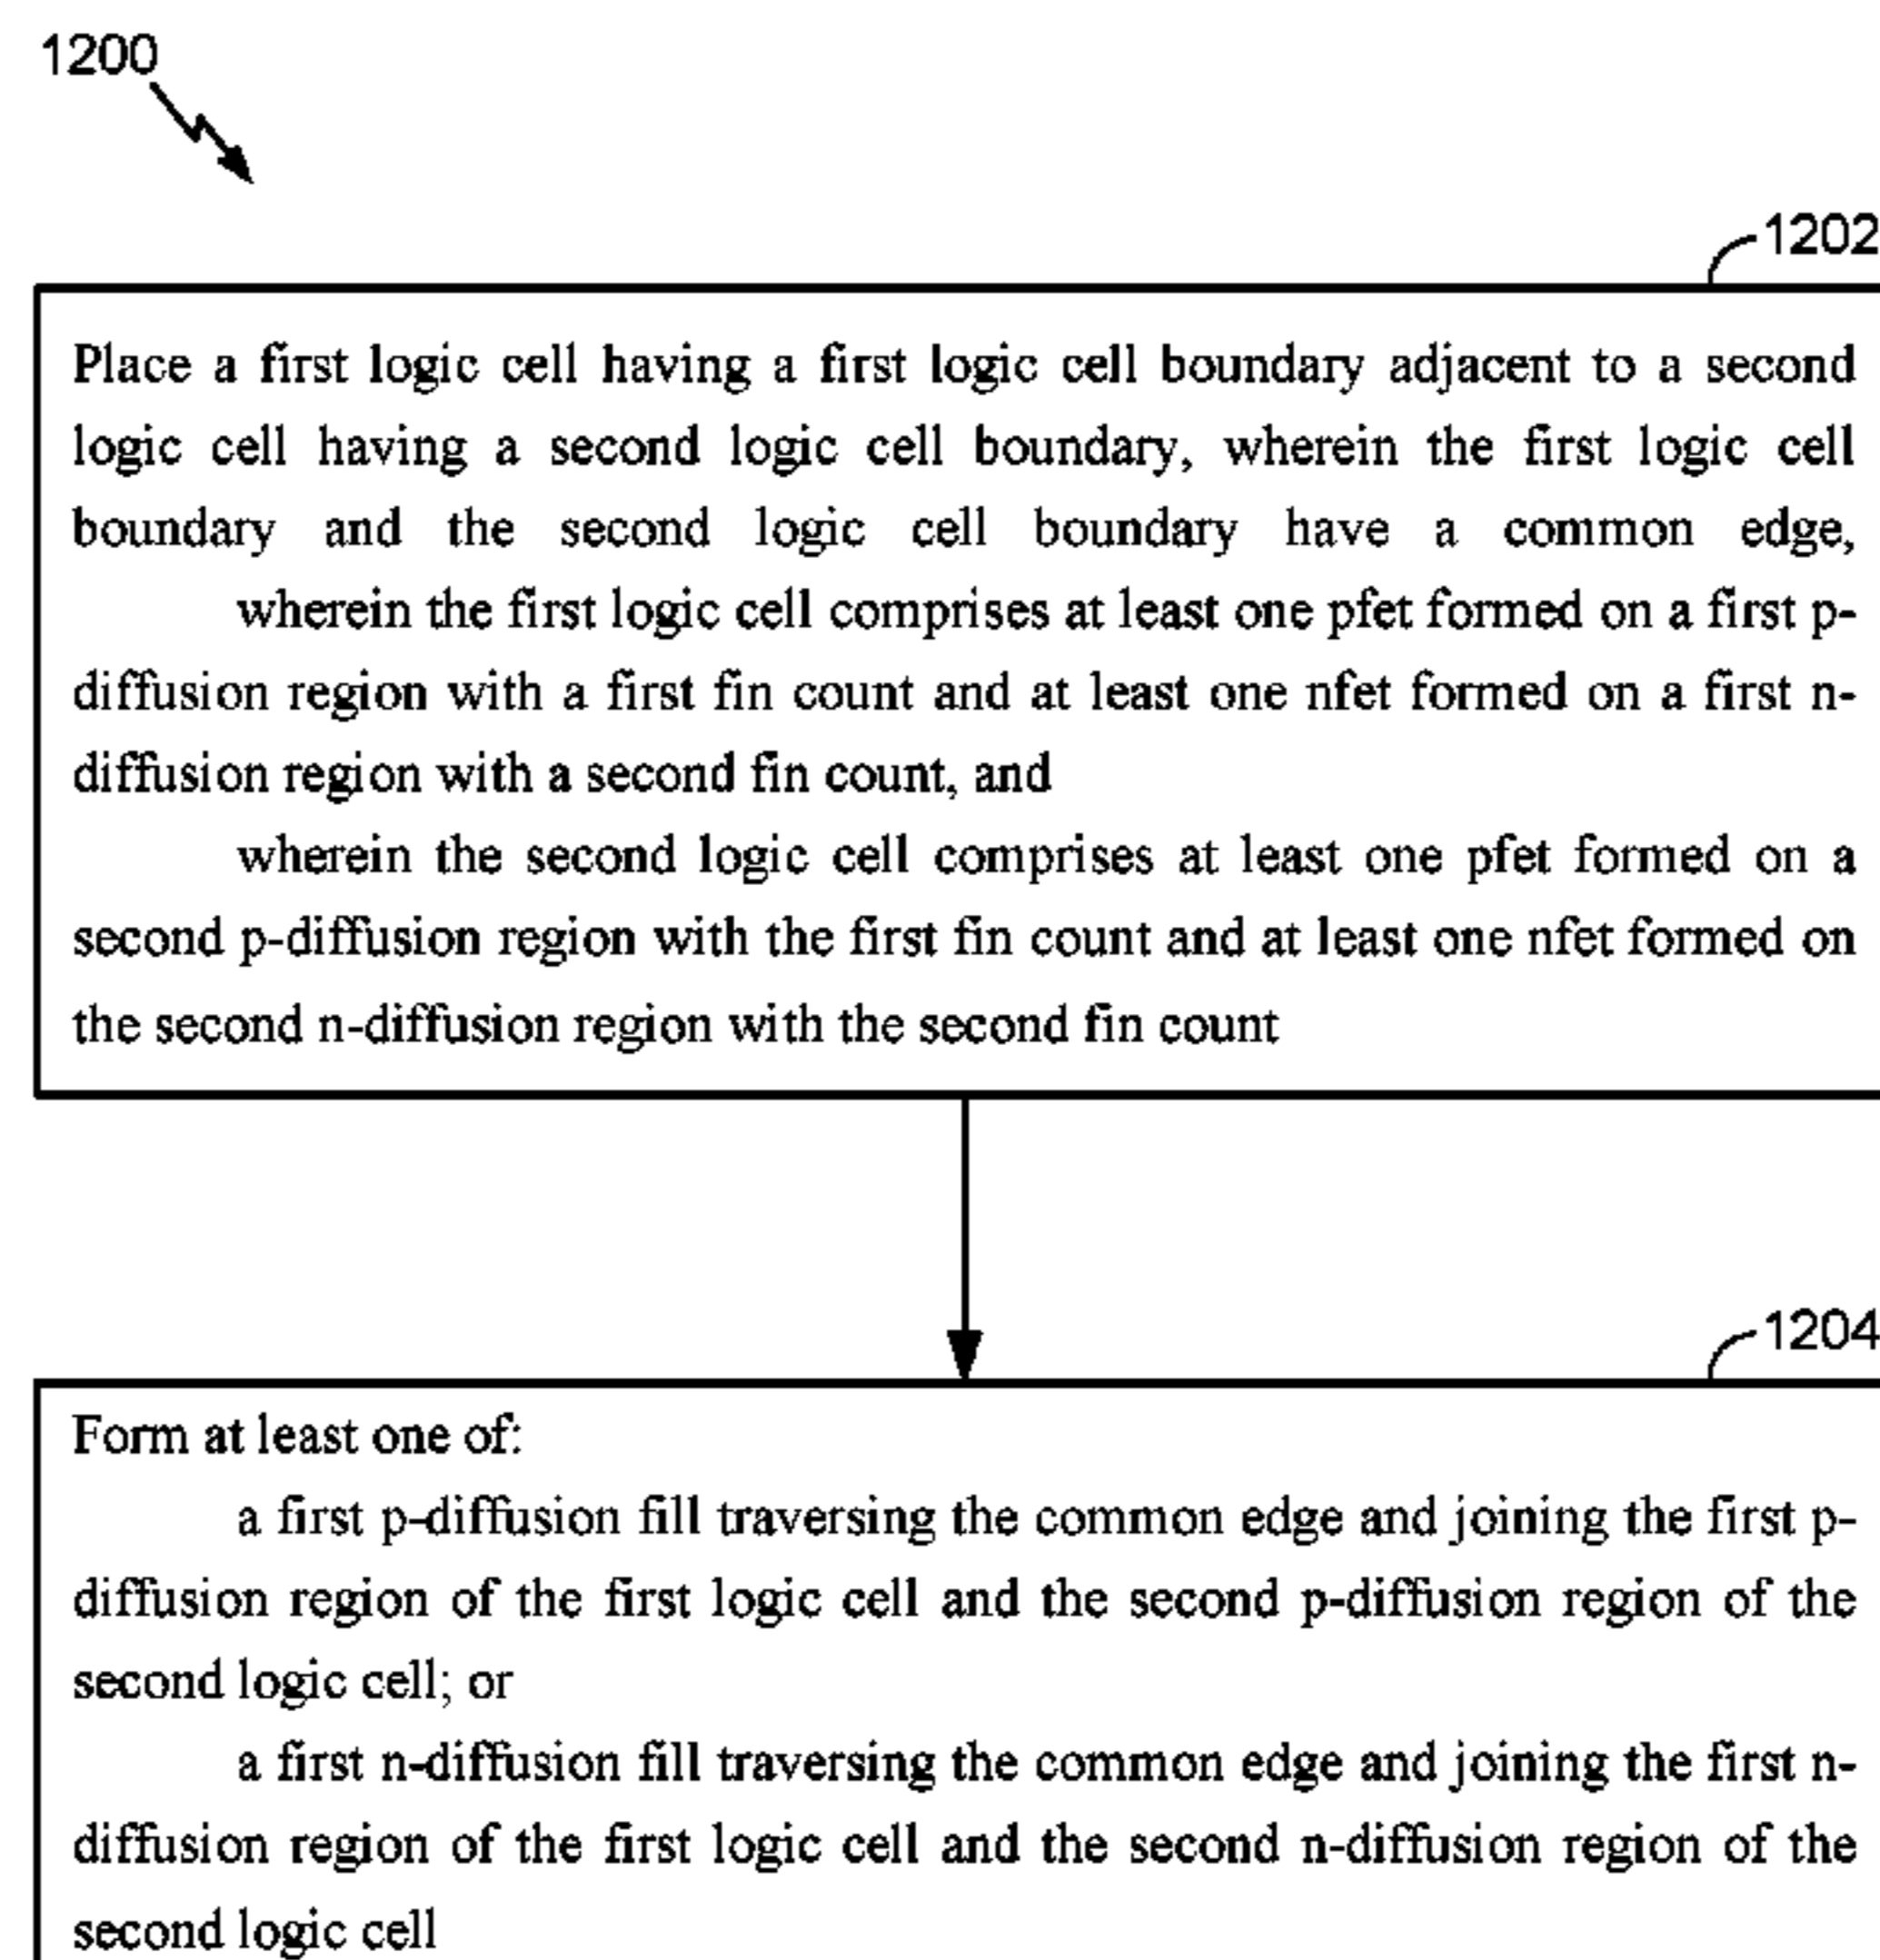 1200
1202
Place a first logic cell having a first logic cell boundary adjacent to a second
logic cell having a second logic cell boundary, wherein the first logic cell
boundary and the second logic cell boundary have a common edge,
wherein the first logic cell comprises at least one pfet formed on a first p-
diffusion region with a first fin count and at least one nfet formed on a first n-
diffusion region with a second fin count, and
wherein the second logic cell comprises at least one pfet formed on a
second p-diffusion region with the first fin count and at least one nfet formed on
the second n-diffusion region with the second fin count
1204
Form at least one of:
a first p-diffusion fill traversing the common edge and joining the first p-
diffusion region of the first logic cell and the second p-diffusion region of the
second logic cell; or
a first n-diffusion fill traversing the common edge and joining the first n-
diffusion region of the first logic cell and the second n-diffusion region of the
second logic cell